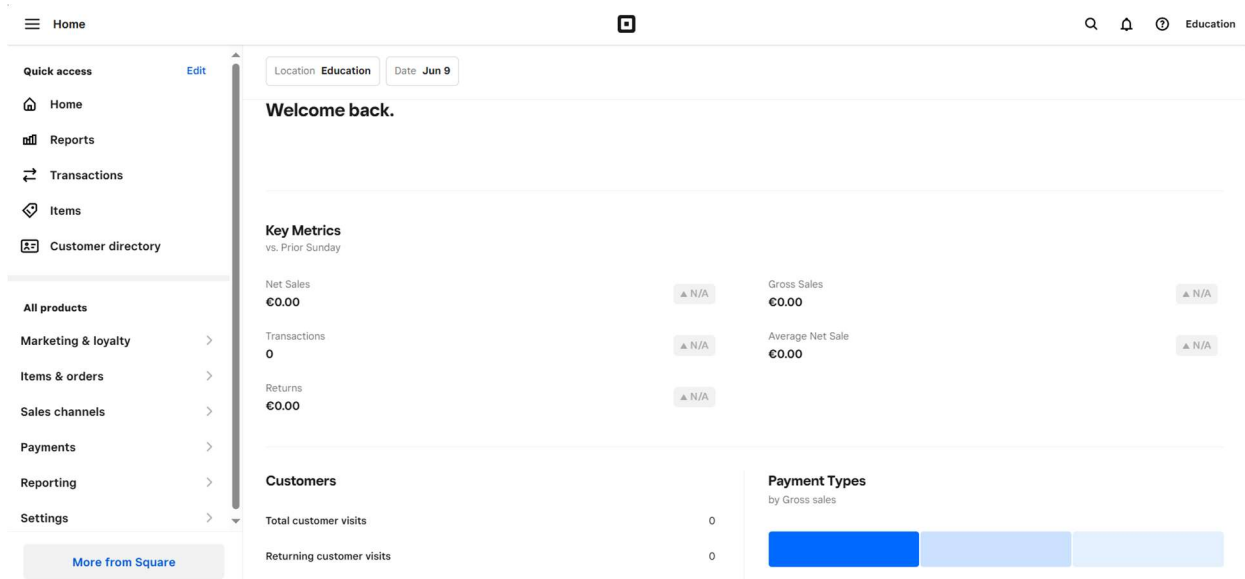 Home
Education
Quick access Edit
Home
Reports
Transactions
Items
Customer directory
All products
Marketing & loyalty
Items & orders
Sales channels
Payments
Reporting
Settings
More from Square
Location Education Date Jun 9
Welcome back.
Key Metrics
vs. Prior Sunday
Net Sales
€0.00
▲ N/A
Gross Sales
€0.00
▲ N/A
Transactions
0
▲ N/A
Average Net Sale
€0.00
▲ N/A
Returns
€0.00
▲ N/A
Customers
Total customer visits 0
Returning customer visits 0
Payment Types
by Gross sales